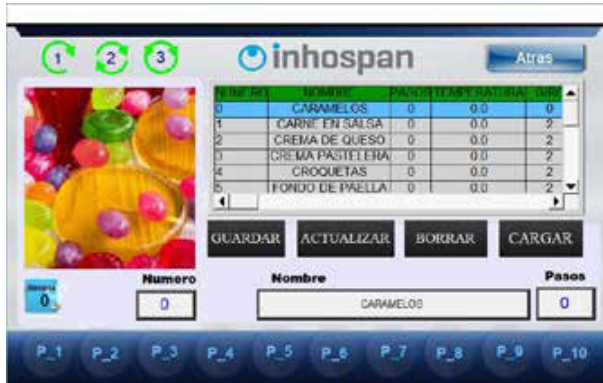 1 2 3 inhospan Atras
NUMERO NOMBRE PASOS TEMPERATURA GIRO
0 CARAMELOS 0 0.0 0
1 CARNE EN SALSA 0 0.0 2
2 CREMA DE QUESO 0 0.0 2
3 CREMA PASTELERA 0 0.0 2
4 CROQUETAS 0 0.0 2
5 FONDO DE PAELLA 0 0.0 2
GUARDAR ACTUALIZAR BORRAR CARGAR
Numero Nombre Pasos
0 0 CARAMELOS 0
P_1 P_2 P_3 P_4 P_5 P_6 P_7 P_8 P_9 P_10